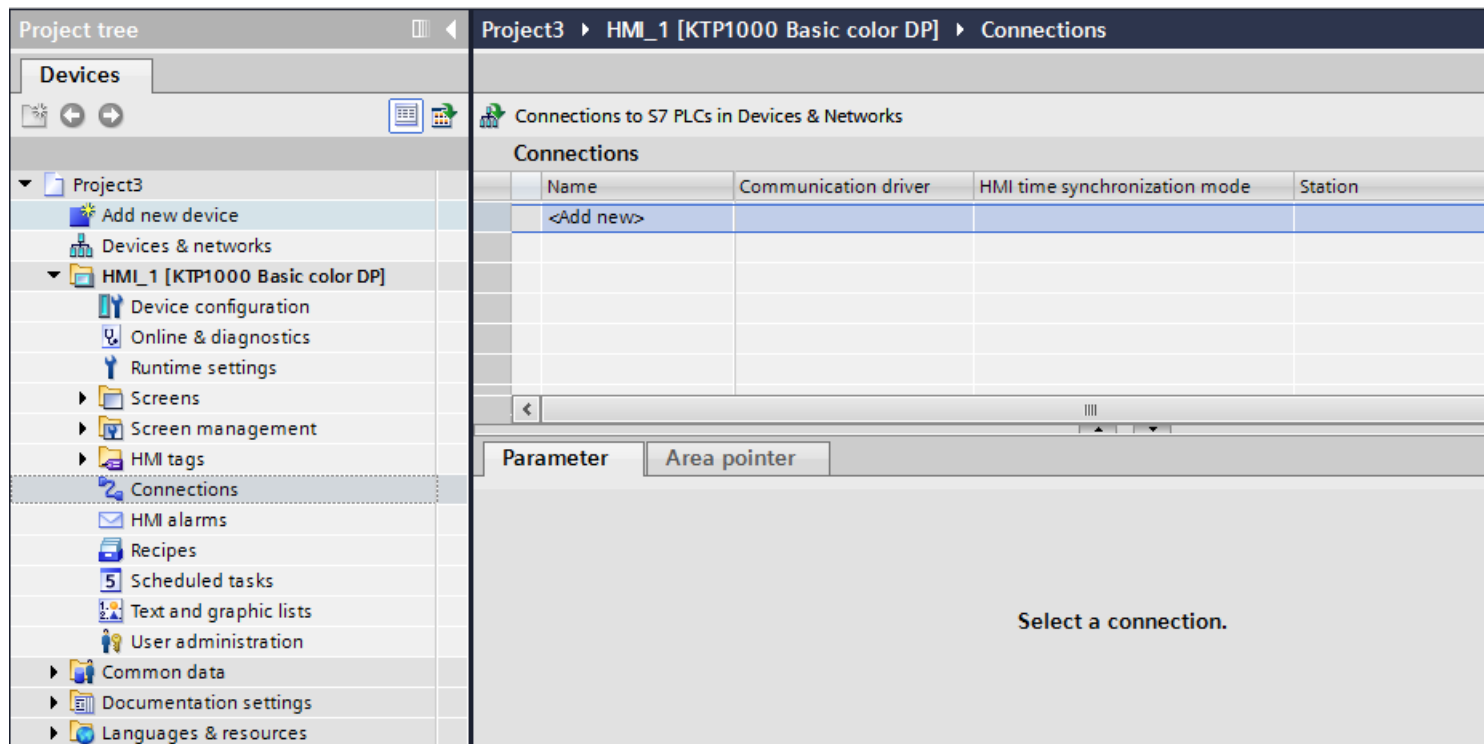 Project tree
Project3 ▸ HMI_1 [KTP1000 Basic color DP] ▸ Connections
Devices
Connections to S7 PLCs in Devices & Networks
Connections
Name Communication driver HMI time synchronization mode Station
<Add new>
Project3
Add new device
Devices & networks
HMI_1 [KTP1000 Basic color DP]
Device configuration
Online & diagnostics
Runtime settings
Screens
Screen management
HMI tags
Connections
HMI alarms
Recipes
Scheduled tasks
Text and graphic lists
User administration
Common data
Documentation settings
Languages & resources
Parameter Area pointer
Select a connection.